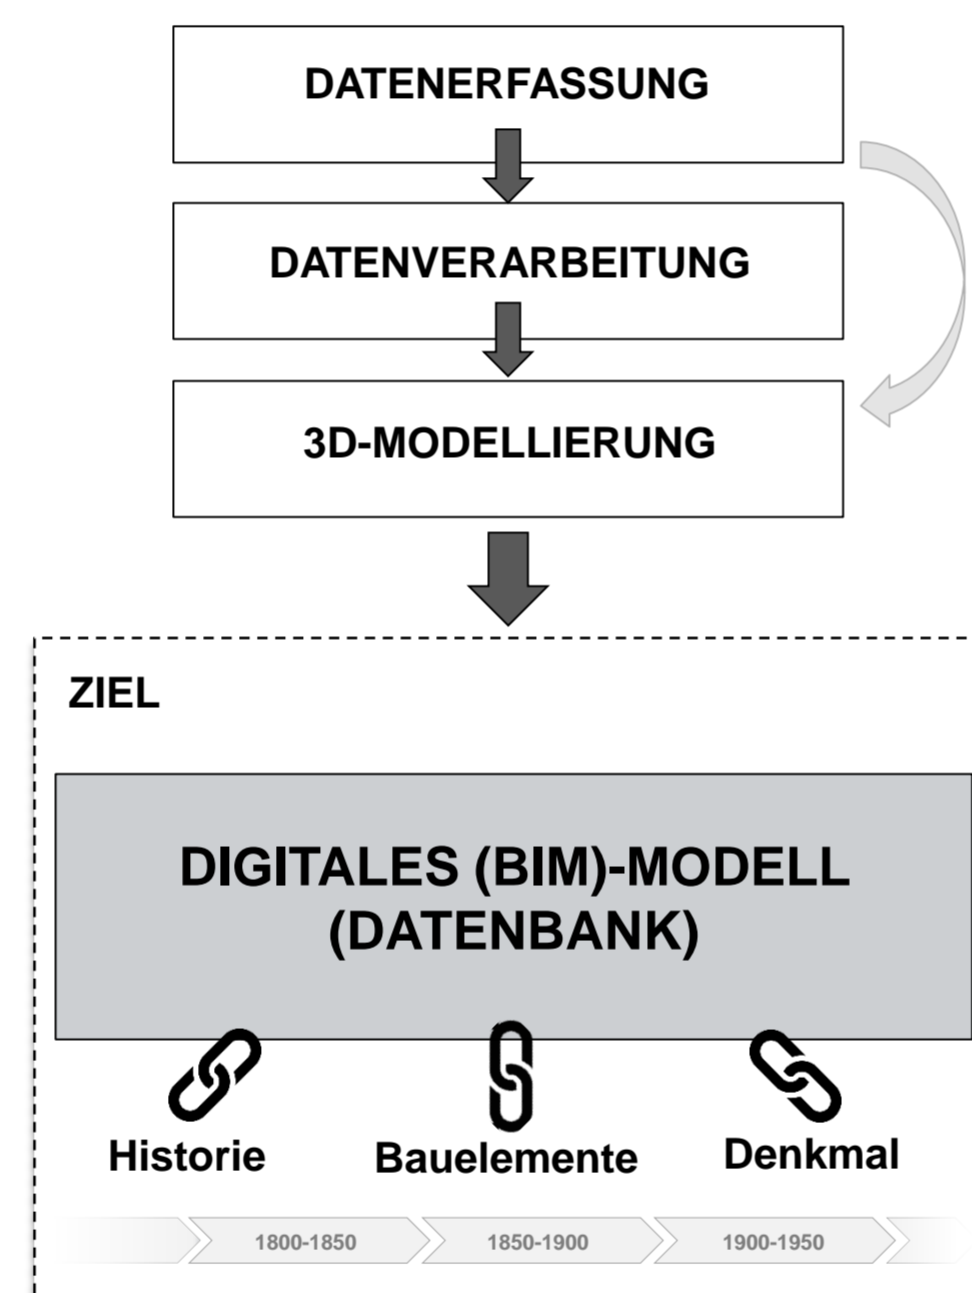 DATENERFASSUNG
DATENVERARBEITUNG
3D-MODELLIERUNG
ZIEL
DIGITALES (BIM)-MODELL
(DATENBANK)
Historie
Bauelemente
Denkmal
1800-1850
1850-1900
1900-1950